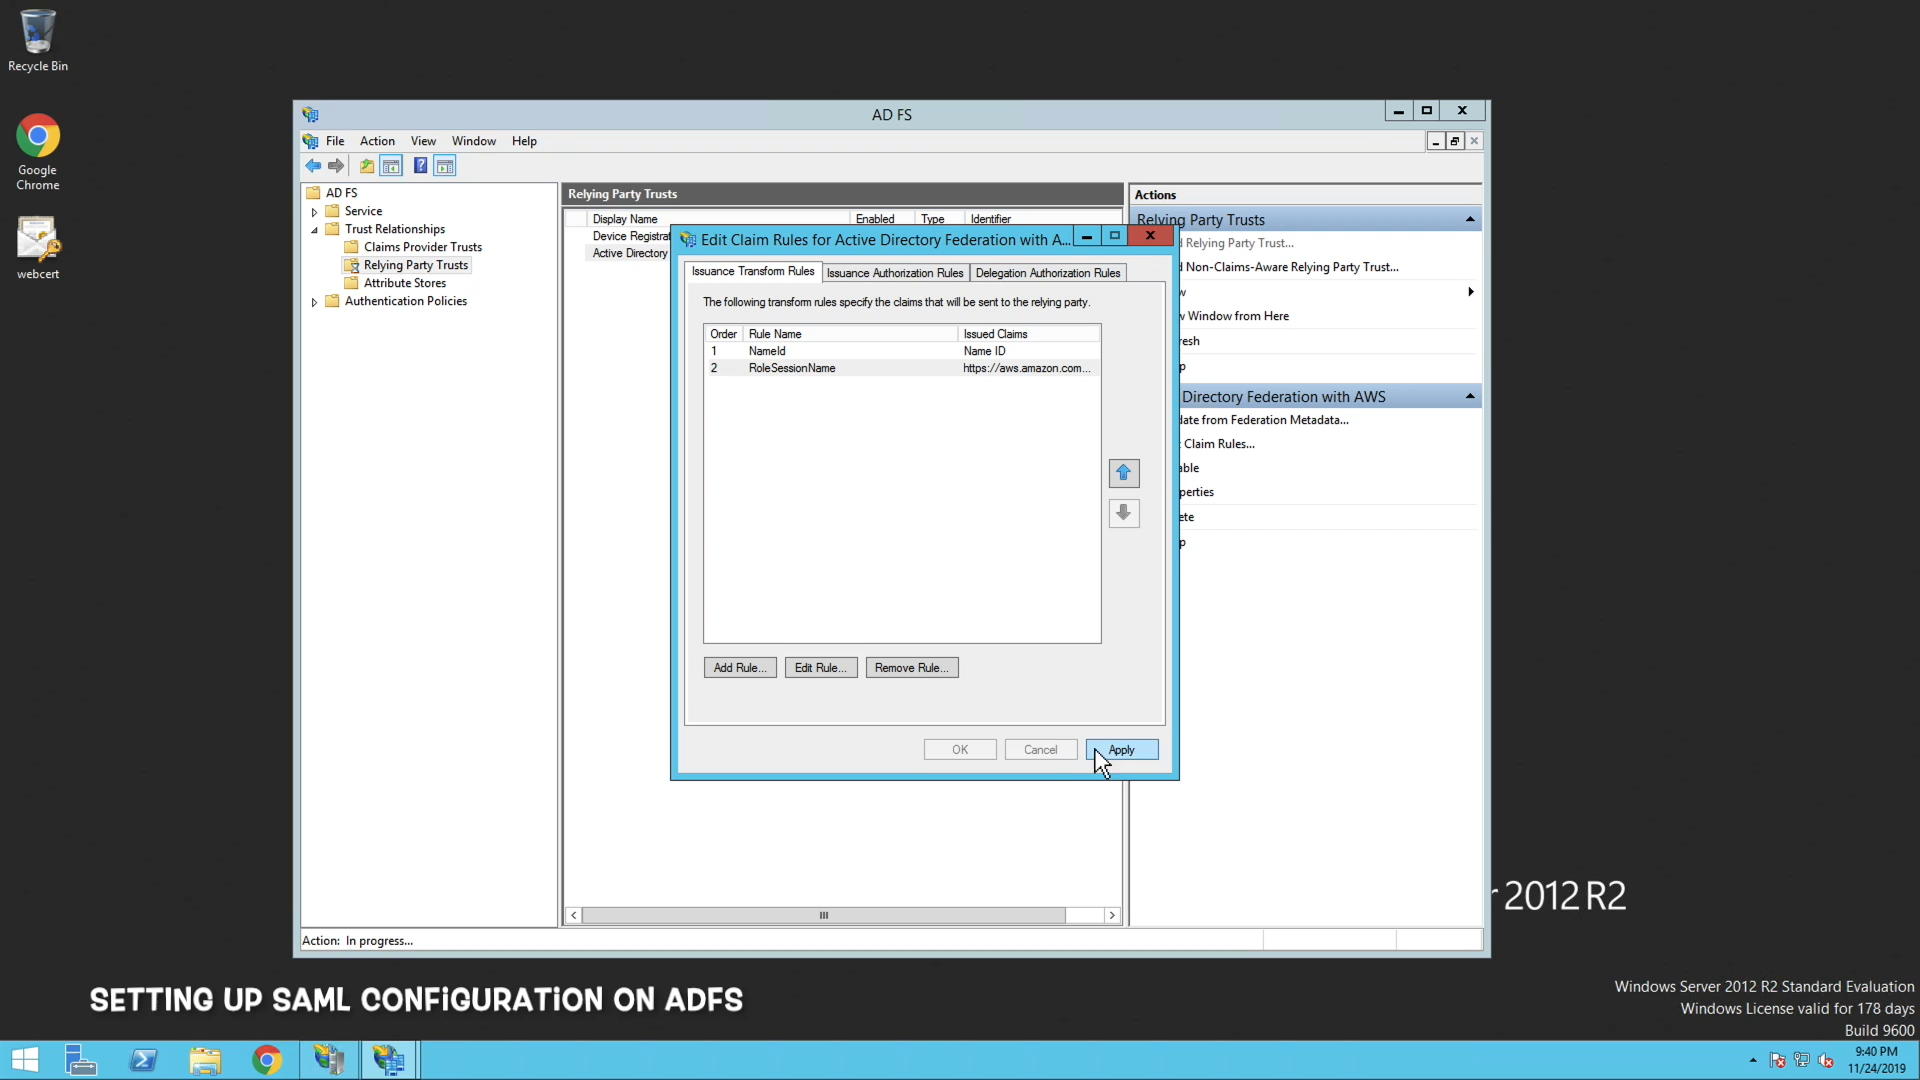 Recycle Bin
Google
Chrome
webcert
AD FS
File Action View Window Help
AD FS
Service
Trust Relationships
Claims Provider Trusts
Relying Party Trusts
Attribute Stores
Authentication Policies
Relying Party Trusts
Display Name Enabled Type Identifier
Device Registrat
Active Directory
Actions
Relying Party Trusts
Relying Party Trust...
Non-Claims-Aware Relying Party Trust...
w
Window from Here
resh
p
Directory Federation with AWS
date from Federation Metadata...
Claim Rules...
able
perties
ete
p
Edit Claim Rules for Active Directory Federation with A...
Issuance Transform Rules Issuance Authorization Rules Delegation Authorization Rules
The following transform rules specify the claims that will be sent to the relying party.
Order Rule Name Issued Claims
1 NameId Name ID
2 RoleSessionName https://aws.amazon.com...
Add Rule... Edit Rule... Remove Rule...
OK Cancel Apply
Action: In progress...
2012 R2
SETTING UP SAML CONFIGURATION ON ADFS
Windows Server 2012 R2 Standard Evaluation
Windows License valid for 178 days
Build 9600
9:40 PM
11/24/2019